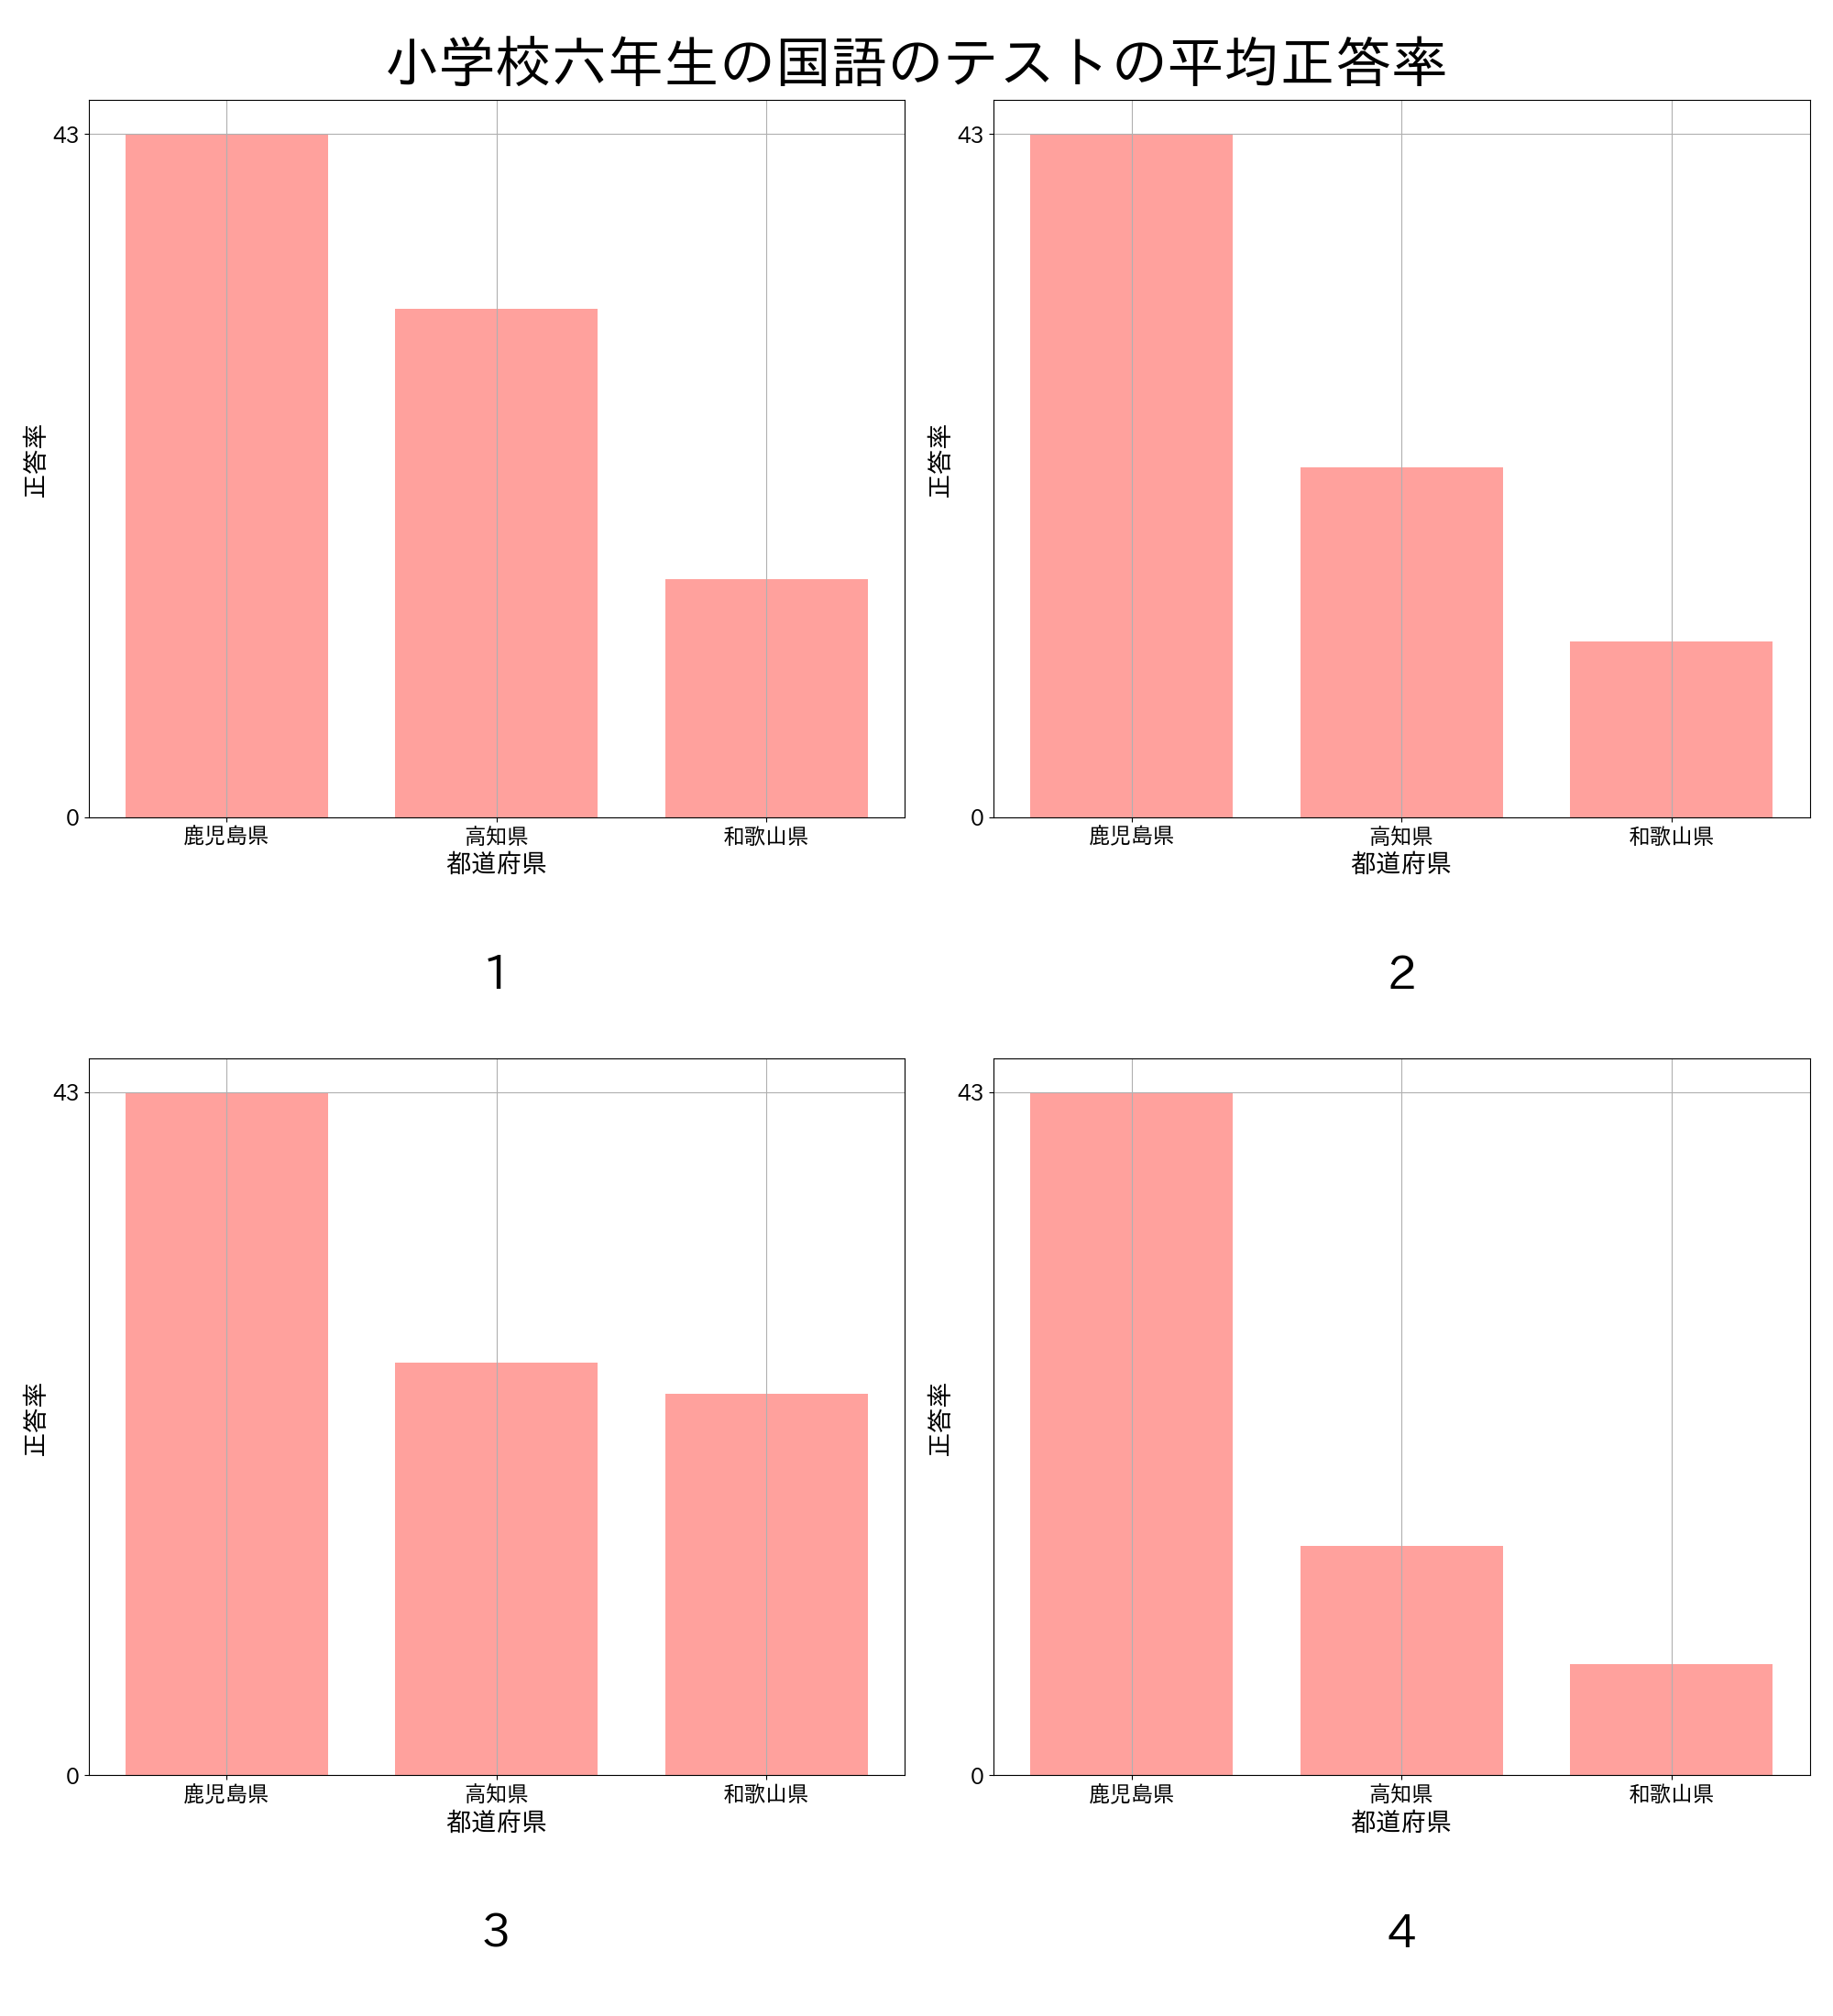 小学校六年生の国語のテストの平均正答率
43
正答率
0
鹿児島県 高知県 和歌山県
都道府県
1
43
正答率
0
鹿児島県 高知県 和歌山県
都道府県
2
43
正答率
0
鹿児島県 高知県 和歌山県
都道府県
3
43
正答率
0
鹿児島県 高知県 和歌山県
都道府県
4